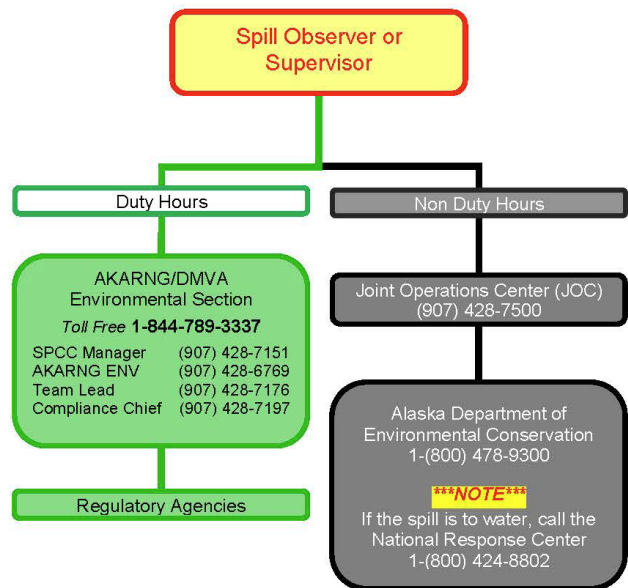 Spill Observer or
Supervisor
Duty Hours
AKARNG/DMVA
Environmental Section
Toll Free 1-844-789-3337
SPCC Manager (907) 428-7151
AKARNG ENV (907) 428-6769
Team Lead (907) 428-7176
Compliance Chief (907) 428-7197
Regulatory Agencies
Non Duty Hours
Joint Operations Center (JOC)
(907) 428-7500
Alaska Department of
Environmental Conservation
1-(800) 478-9300
***NOTE***
If the spill is to water, call the
National Response Center
1-(800) 424-8802